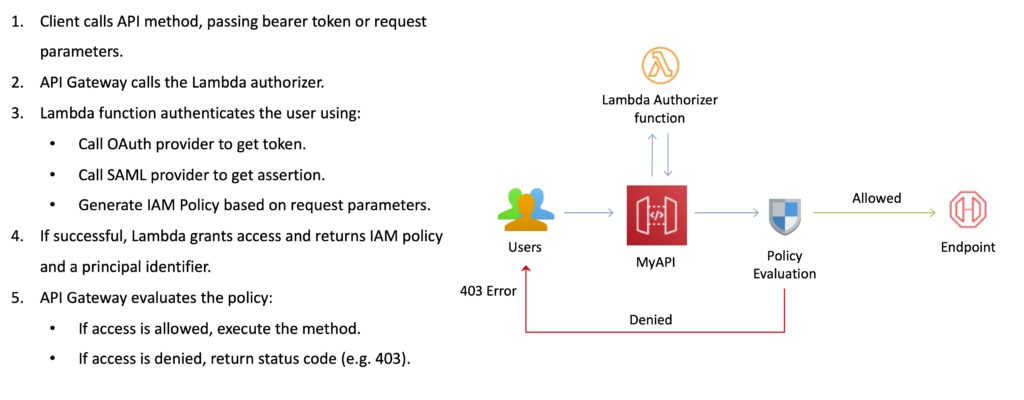 1. Client calls API method, passing bearer token or request
parameters.
2. API Gateway calls the Lambda authorizer.
3. Lambda function authenticates the user using:
• Call OAuth provider to get token.
• Call SAML provider to get assertion.
• Generate IAM Policy based on request parameters.
4. If successful, Lambda grants access and returns IAM policy
and a principal identifier.
5. API Gateway evaluates the policy:
• If access is allowed, execute the method.
• If access is denied, return status code (e.g. 403).
Lambda Authorizer
function
Users
MyAPI
Policy
Evaluation
Allowed
Endpoint
403 Error
Denied